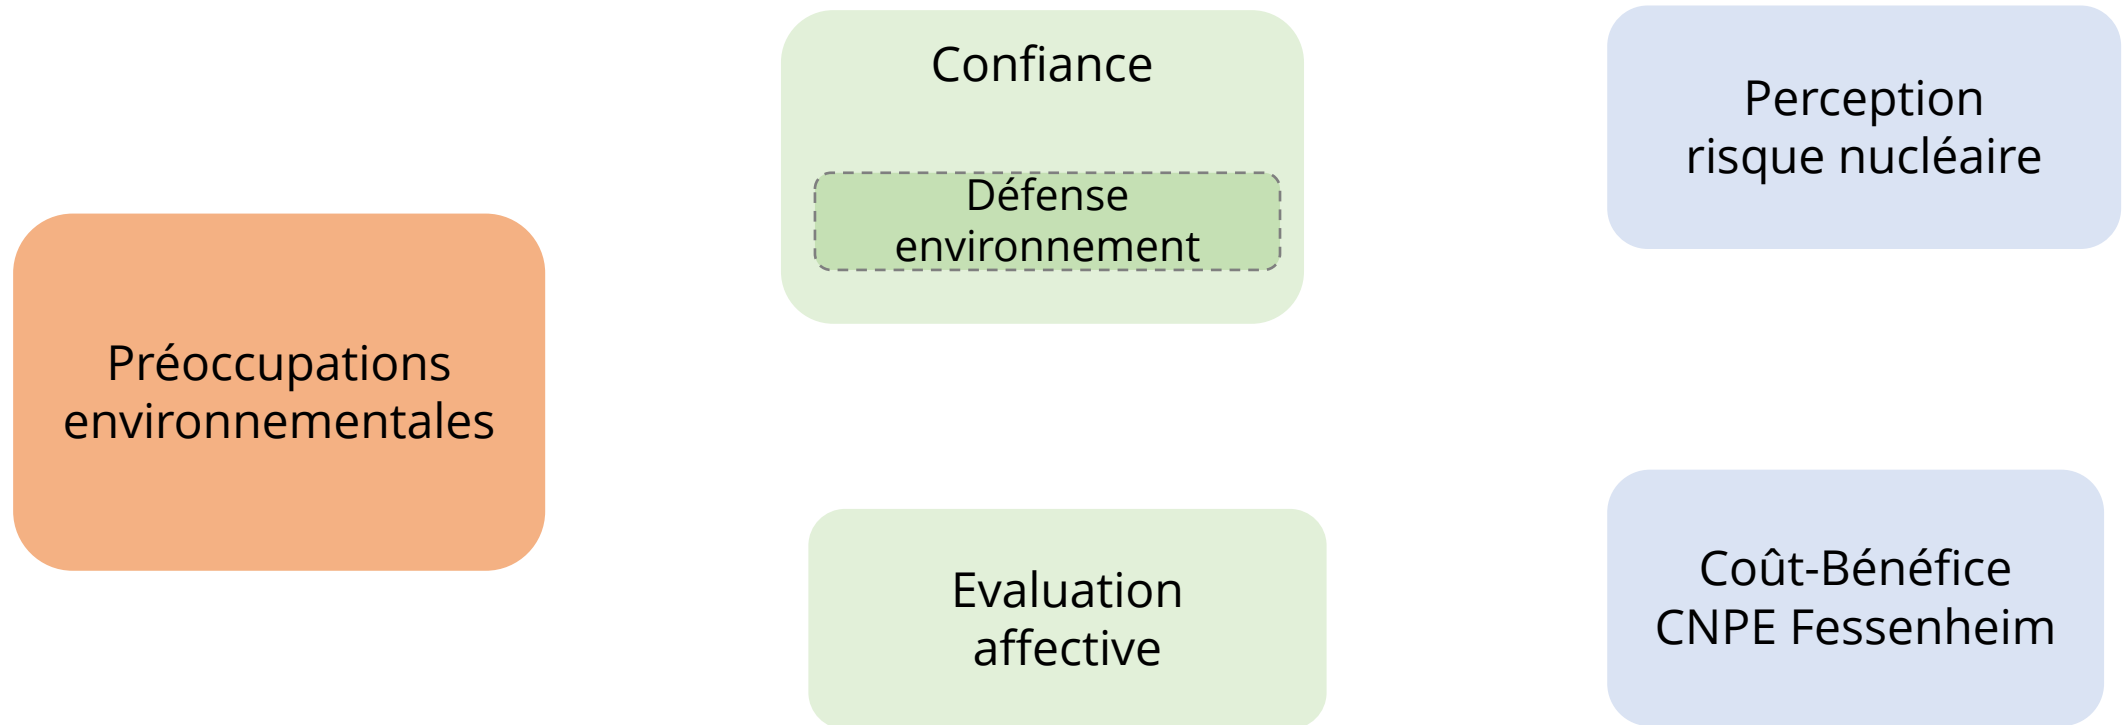 Confiance
Défense
environnement
Perception
risque nucléaire
Préoccupations
environnementales
Evaluation
affective
Coût-Bénéfice
CNPE Fessenheim